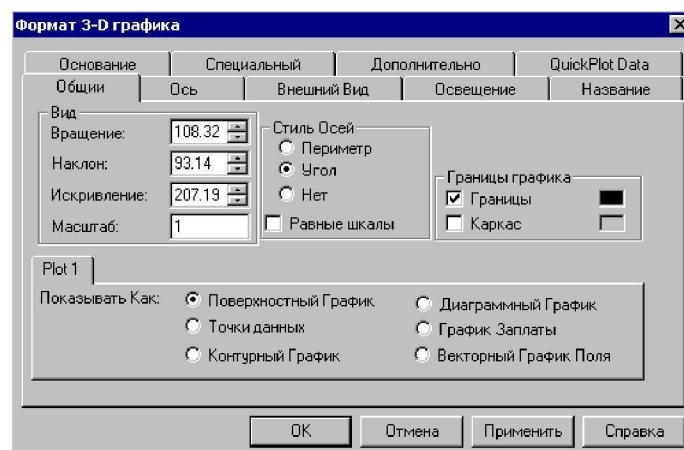 Формат 3-D графика
Основание Специальный Дополнительно QuickPlot Data
Общии Ось Внешний Вид Освещение Название
Вид
Вращение: 108.32
Наклон: 93.14
Искривление: 207.19
Масштаб: 1
Стиль Осей
Периметр
Угол
Нет
Равные шкалы
Границы графика
Границы
Каркас
Plot 1
Показывать Как:
Поверхностный График
Точки данных
Контурный График
Диаграммный График
График Заплаты
Векторный График Поля
OK Отмена Применить Справка